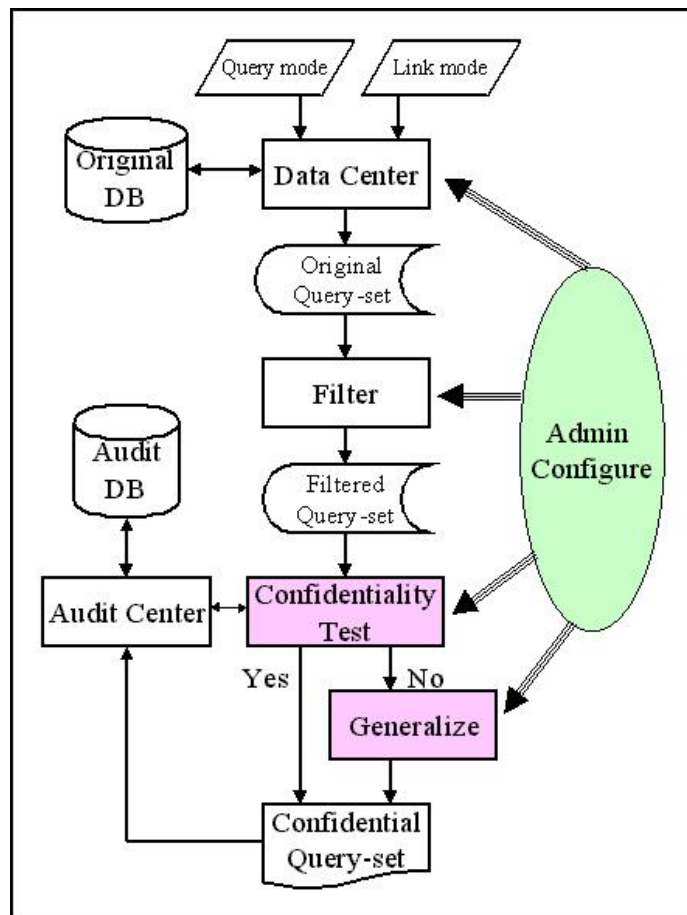 Query mode
Link mode
Original
DB
Data Center
Original
Query-set
Filter
Admin
Configure
Audit
DB
Filtered
Query-set
Audit Center
Confidentiality
Test
Yes
No
Generalize
Confidential
Query-set